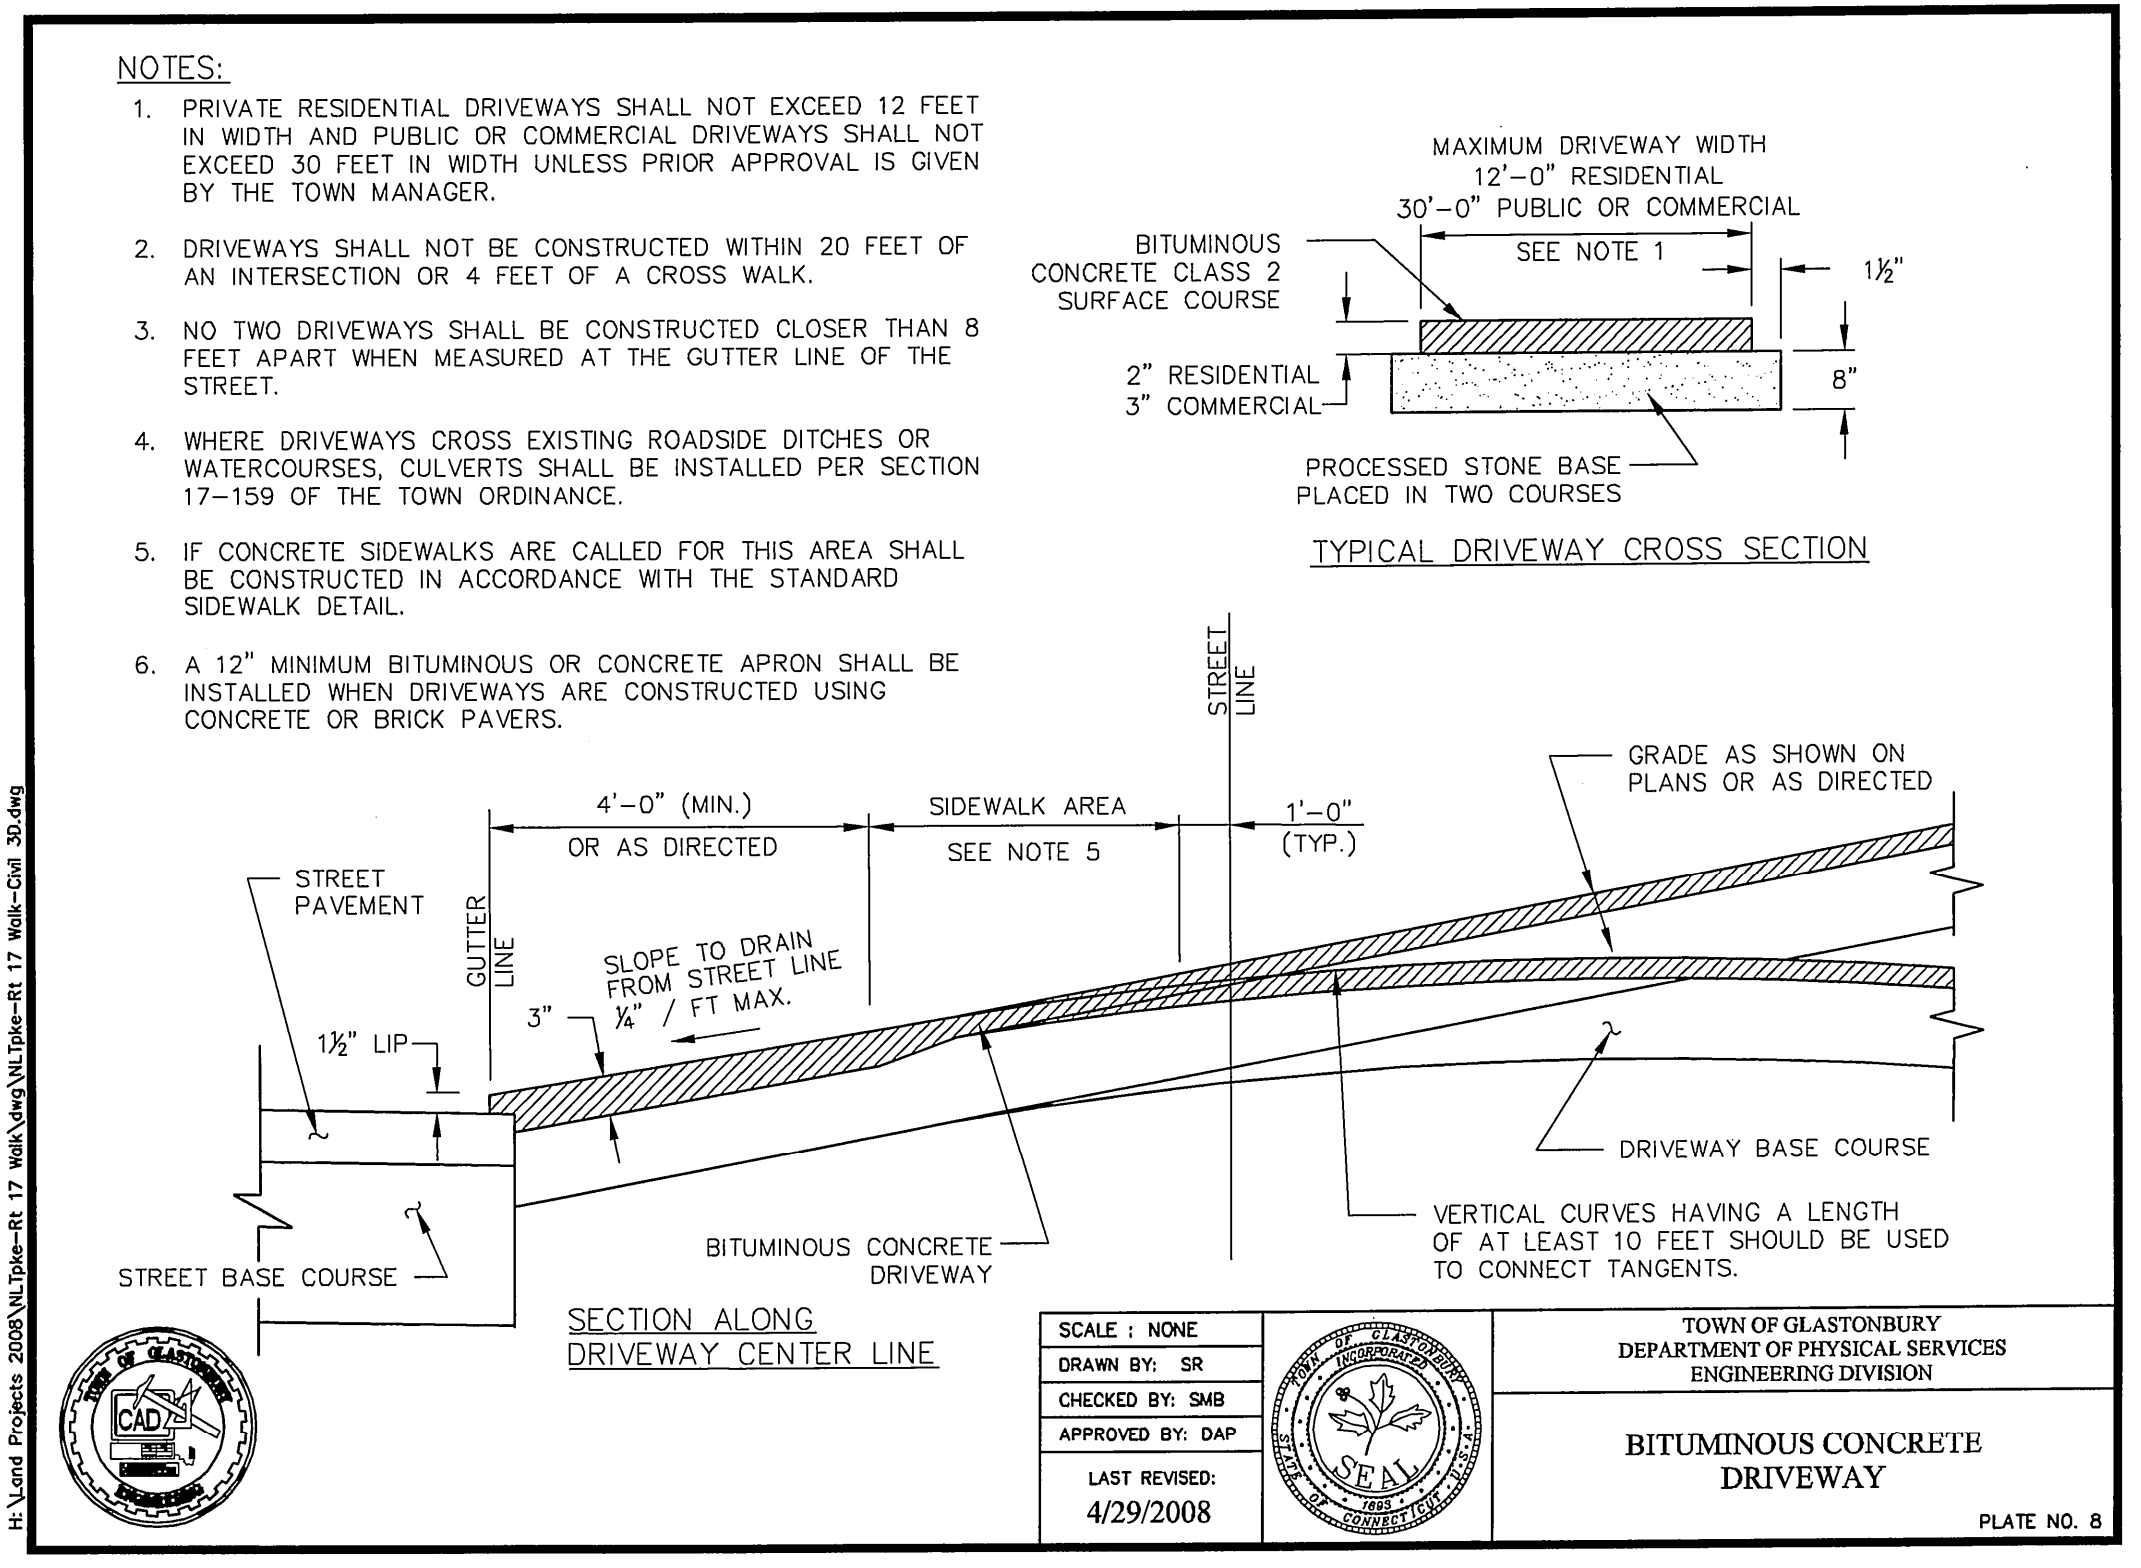 NOTES:
1. PRIVATE RESIDENTIAL DRIVEWAYS SHALL NOT EXCEED 12 FEET
IN WIDTH AND PUBLIC OR COMMERCIAL DRIVEWAYS SHALL NOT
EXCEED 30 FEET IN WIDTH UNLESS PRIOR APPROVAL IS GIVEN
BY THE TOWN MANAGER.
2. DRIVEWAYS SHALL NOT BE CONSTRUCTED WITHIN 20 FEET OF
AN INTERSECTION OR 4 FEET OF A CROSS WALK.
3. NO TWO DRIVEWAYS SHALL BE CONSTRUCTED CLOSER THAN 8
FEET APART WHEN MEASURED AT THE GUTTER LINE OF THE
STREET.
4. WHERE DRIVEWAYS CROSS EXISTING ROADSIDE DITCHES OR
WATERCOURSES, CULVERTS SHALL BE INSTALLED PER SECTION
17-159 OF THE TOWN ORDINANCE.
5. IF CONCRETE SIDEWALKS ARE CALLED FOR THIS AREA SHALL
BE CONSTRUCTED IN ACCORDANCE WITH THE STANDARD
SIDEWALK DETAIL.
6. A 12" MINIMUM BITUMINOUS OR CONCRETE APRON SHALL BE
INSTALLED WHEN DRIVEWAYS ARE CONSTRUCTED USING
CONCRETE OR BRICK PAVERS.
MAXIMUM DRIVEWAY WIDTH
12'-0" RESIDENTIAL
30'-0" PUBLIC OR COMMERCIAL
SEE NOTE 1
1½"
BITUMINOUS
CONCRETE CLASS 2
SURFACE COURSE
2" RESIDENTIAL
3" COMMERCIAL
8"
PROCESSED STONE BASE
PLACED IN TWO COURSES
TYPICAL DRIVEWAY CROSS SECTION
STREET
LINE
GRADE AS SHOWN ON
PLANS OR AS DIRECTED
4'-0" (MIN.)
OR AS DIRECTED
SIDEWALK AREA
SEE NOTE 5
1'-0"
(TYP.)
STREET
PAVEMENT
GUTTER
LINE
SLOPE TO DRAIN
FROM STREET LINE
¼" / FT MAX.
3"
1½" LIP
DRIVEWAY BASE COURSE
VERTICAL CURVES HAVING A LENGTH
OF AT LEAST 10 FEET SHOULD BE USED
TO CONNECT TANGENTS.
BITUMINOUS CONCRETE
DRIVEWAY
STREET BASE COURSE
SECTION ALONG
DRIVEWAY CENTER LINE
H:\Land Projects 2008\NLTpke-Rt 17 Walk\dwg\NLTpke-Rt 17 Walk-Civil 3D.dwg
TOWN OF GLASTONBURY
CAD
ENGINEERING
SCALE : NONE
DRAWN BY: SR
CHECKED BY: SMB
APPROVED BY: DAP
LAST REVISED:
4/29/2008
TOWN OF GLASTONBURY
INCORPORATED
SEAL
1693
STATE OF CONNECTICUT U.S.A.
TOWN OF GLASTONBURY
DEPARTMENT OF PHYSICAL SERVICES
ENGINEERING DIVISION
BITUMINOUS CONCRETE
DRIVEWAY
PLATE NO. 8